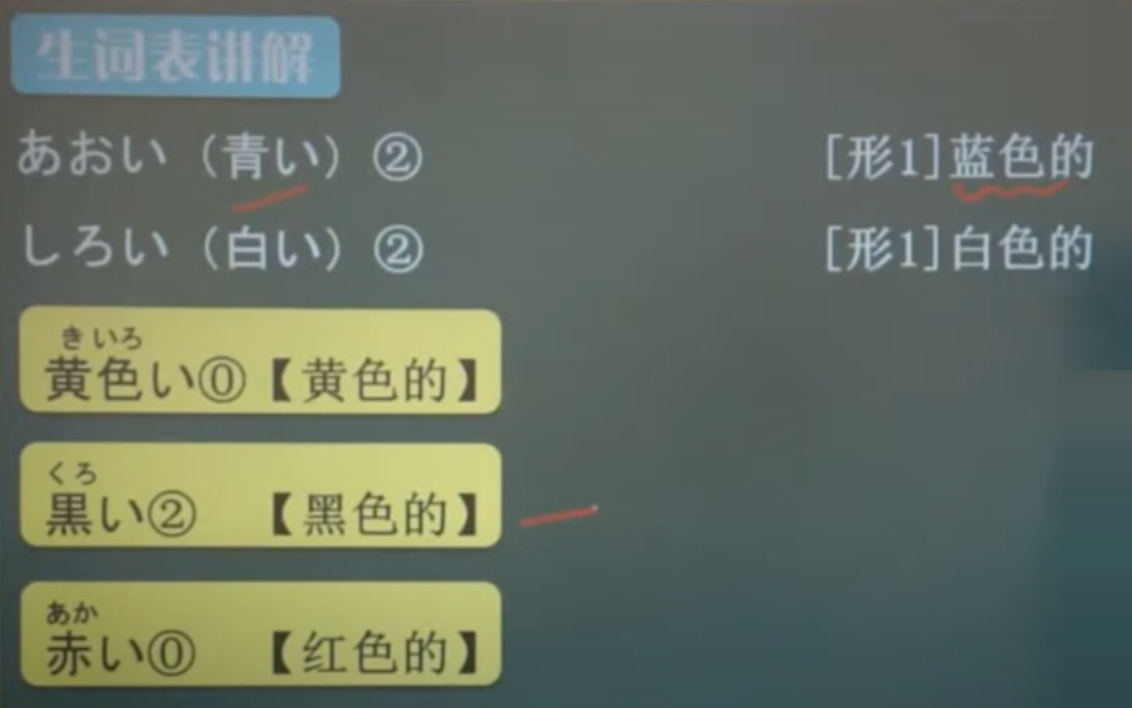 生词表讲解
あおい（青い）② [形1]蓝色的
しろい（白い）② [形1]白色的
きいろ
黄色い⓪【黄色的】
くろ
黒い② 【黑色的】
あか
赤い⓪ 【红色的】